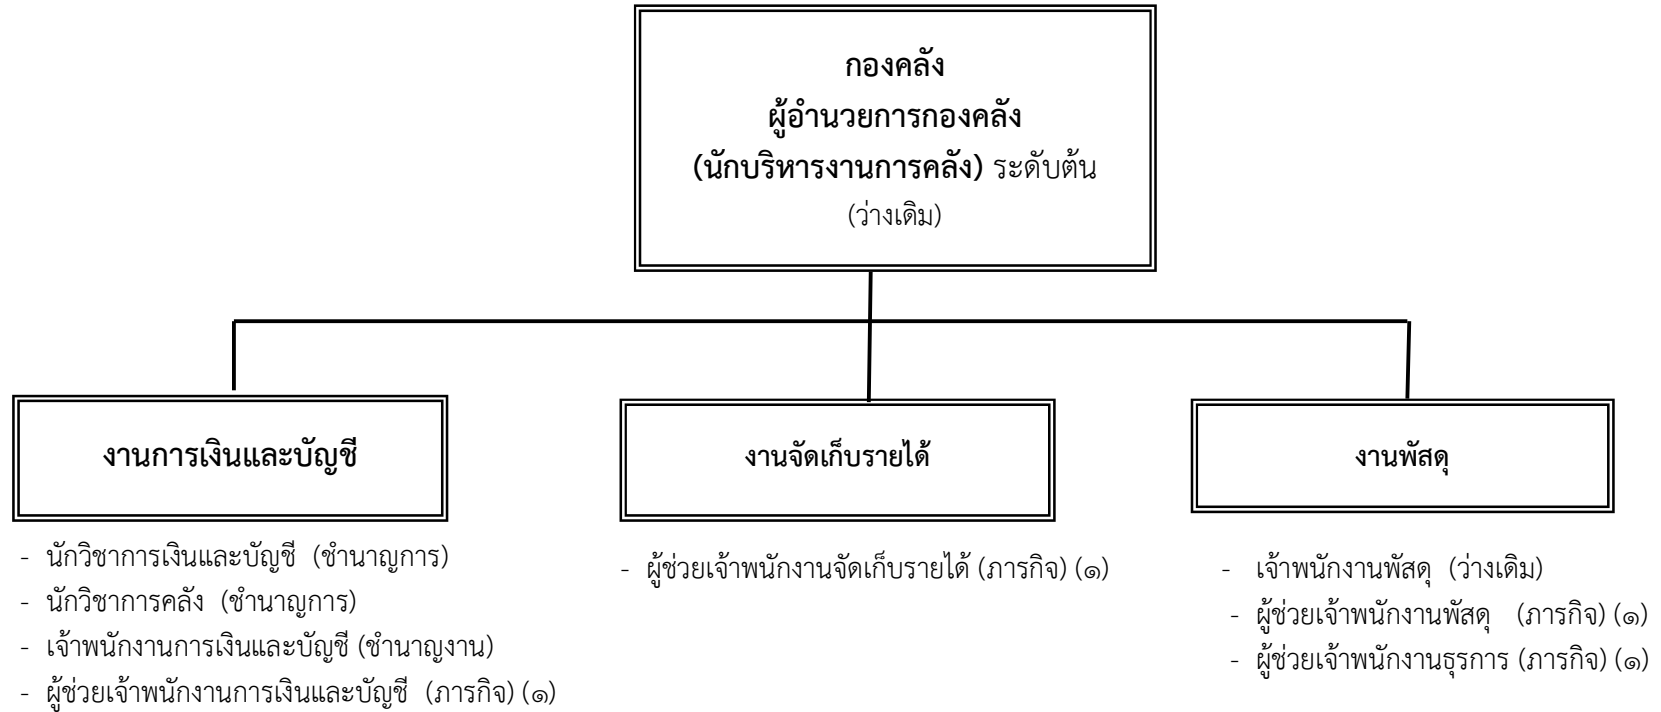 กองคลัง
ผู้อำนวยการกองคลัง
(นักบริหารงานการคลัง) ระดับต้น
(ว่างเดิม)
งานการเงินและบัญชี
- นักวิชาการเงินและบัญชี (ชำนาญการ)
- นักวิชาการคลัง (ชำนาญการ)
- เจ้าพนักงานการเงินและบัญชี (ชำนาญงาน)
- ผู้ช่วยเจ้าพนักงานการเงินและบัญชี (ภารกิจ) (๑)
งานจัดเก็บรายได้
- ผู้ช่วยเจ้าพนักงานจัดเก็บรายได้ (ภารกิจ) (๑)
งานพัสดุ
- เจ้าพนักงานพัสดุ (ว่างเดิม)
- ผู้ช่วยเจ้าพนักงานพัสดุ (ภารกิจ) (๑)
- ผู้ช่วยเจ้าพนักงานธุรการ (ภารกิจ) (๑)